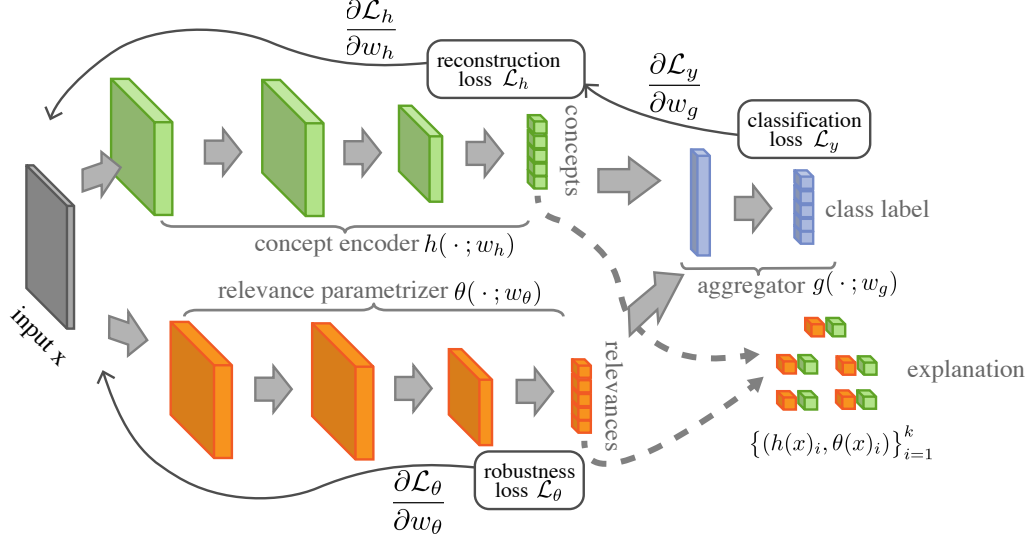 ∂ℒ_h / ∂w_h
reconstruction
loss ℒ_h
∂ℒ_y / ∂w_g
classification
loss ℒ_y
concepts
class label
concept encoder h( · ; w_h)
aggregator g( · ; w_g)
relevance parametrizer θ( · ; w_θ)
input x
relevances
explanation
{(h(x)_i, θ(x)_i)}_{i=1}^k
robustness
loss ℒ_θ
∂ℒ_θ / ∂w_θ